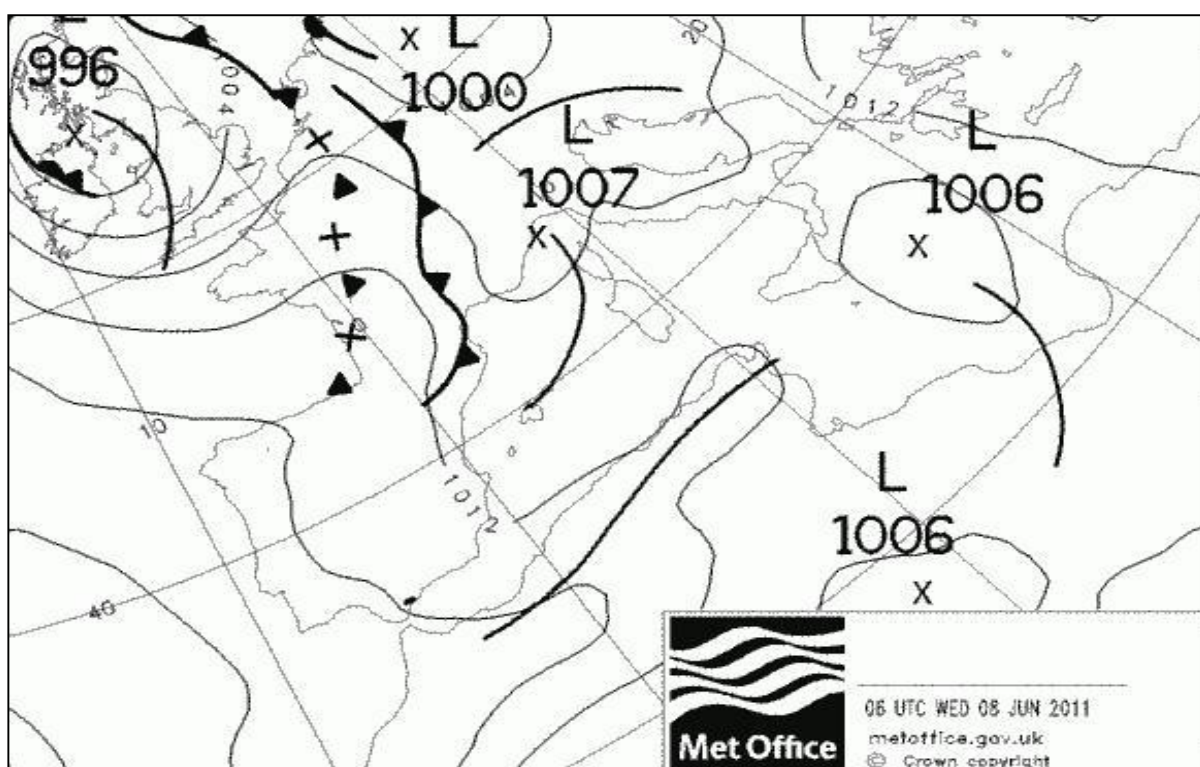 L
996
1004
L
1000
20
1012
L
1007
L
1006
10
1012
L
1006
40
Met Office
06 UTC WED 08 JUN 2011
metoffice.gov.uk
© Crown copyright